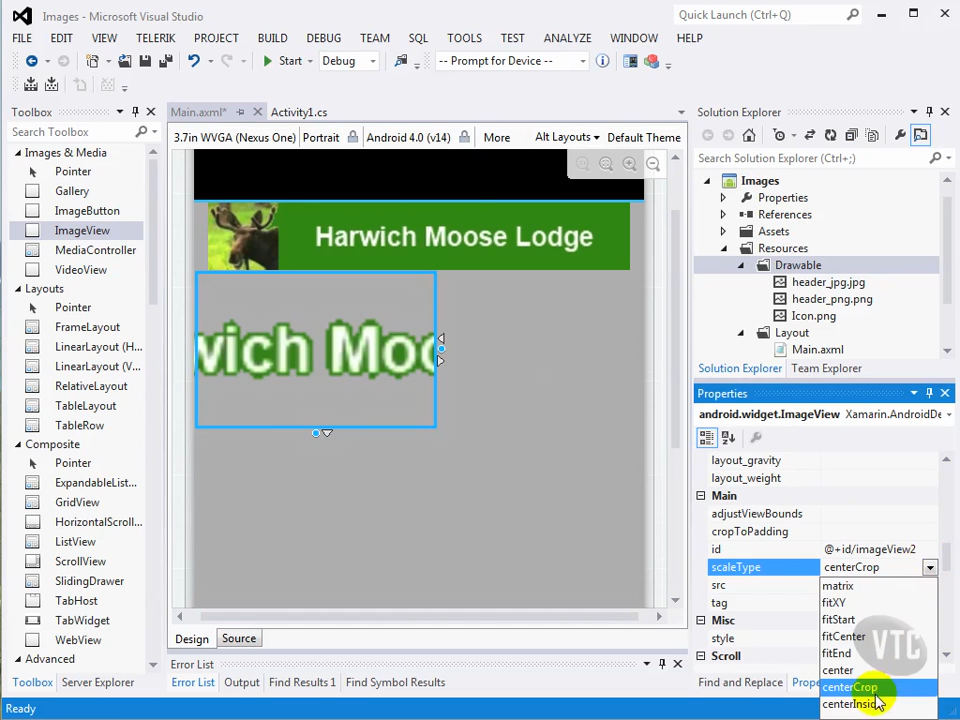 Images - Microsoft Visual Studio
Quick Launch (Ctrl+Q)
FILE EDIT VIEW TELERIK PROJECT BUILD DEBUG TEAM SQL TOOLS TEST ANALYZE WINDOW HELP
Start Debug -- Prompt for Device --
Toolbox
Search Toolbox
Images & Media
Pointer
Gallery
ImageButton
ImageView
MediaController
VideoView
Layouts
Pointer
FrameLayout
LinearLayout (H...
LinearLayout (V...
RelativeLayout
TableLayout
TableRow
Composite
Pointer
ExpandableList...
GridView
HorizontalScroll...
ListView
ScrollView
SlidingDrawer
TabHost
TabWidget
WebView
Advanced
Toolbox Server Explorer
Main.axml* Activity1.cs
3.7in WVGA (Nexus One) Portrait Android 4.0 (v14) More Alt Layouts Default Theme
Harwich Moose Lodge
wich Moo
Design Source
Error List
Error List Output Find Results 1 Find Symbol Results
Solution Explorer
Search Solution Explorer (Ctrl+;)
Images
Properties
References
Assets
Resources
Drawable
header_jpg.jpg
header_png.png
Icon.png
Layout
Main.axml
Solution Explorer Team Explorer
Properties
android.widget.ImageView Xamarin.AndroidDe
layout_gravity
layout_weight
Main
adjustViewBounds
cropToPadding
id @+id/imageView2
scaleType centerCrop
src
tag
Misc
style
Scroll
matrix
fitXY
fitStart
fitCenter
fitEnd
center
centerCrop
centerInside
VTC
Find and Replace Prope
Ready